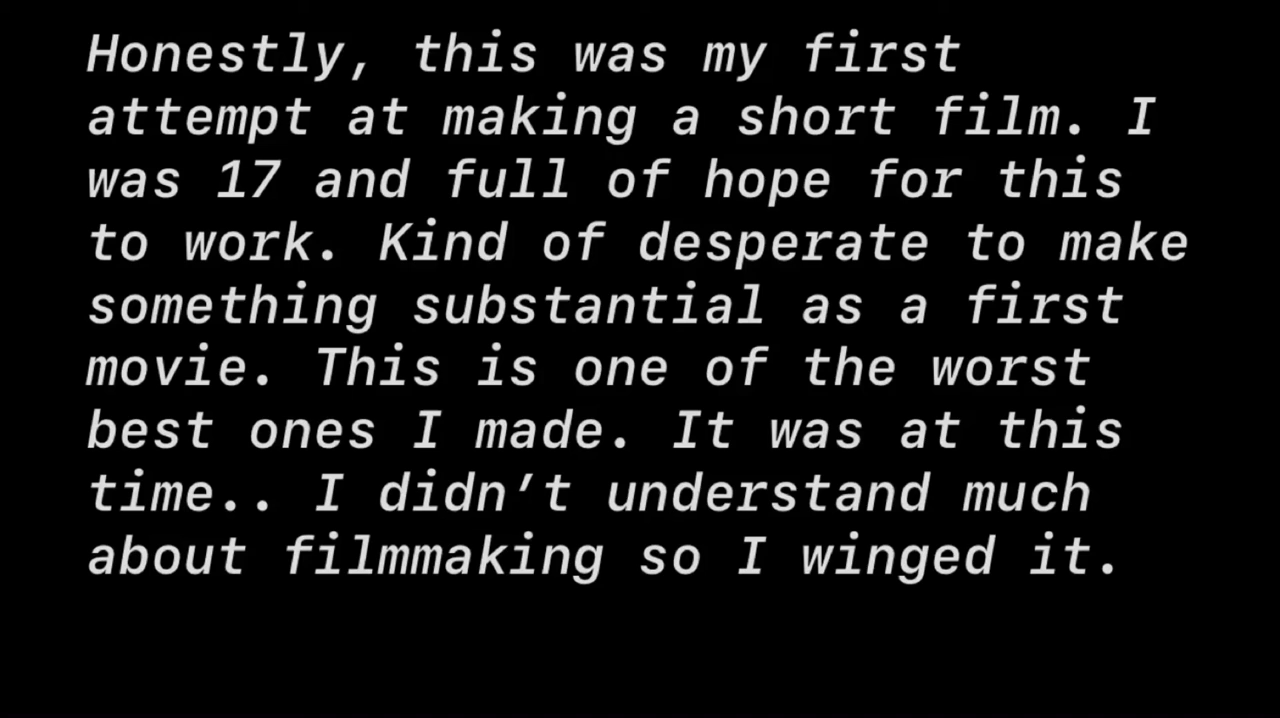 Honestly, this was my first
attempt at making a short film. I
was 17 and full of hope for this
to work. Kind of desperate to make
something substantial as a first
movie. This is one of the worst
best ones I made. It was at this
time.. I didn’t understand much
about filmmaking so I winged it.